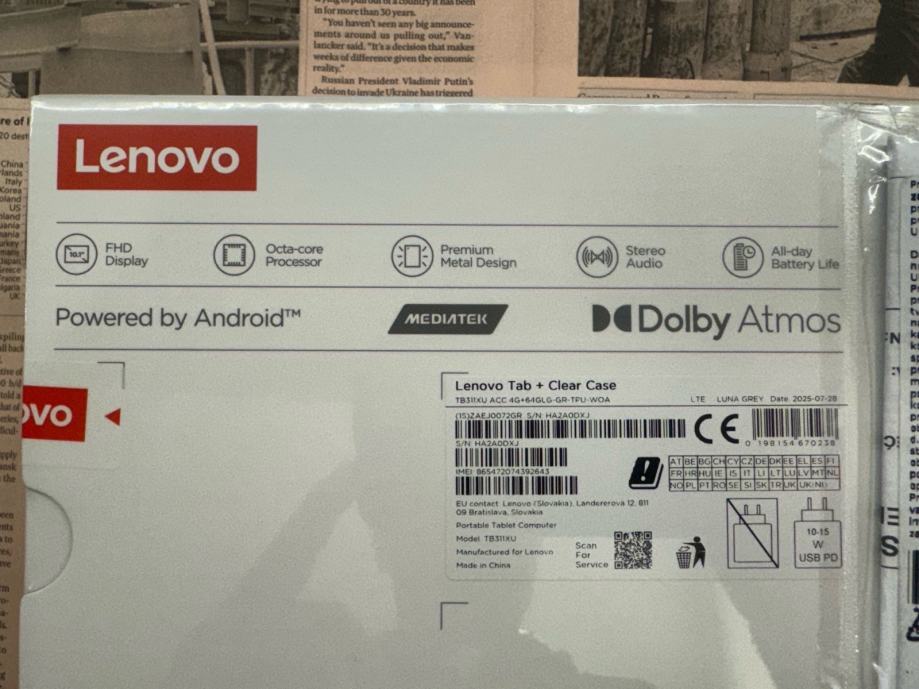 in for more than 30 years.
"You haven't seen any big announce-
ments around us pulling out," Van-
lancker said. "It's a decision that makes
weeks of difference given the economic
reality."
Russian President Vladimir Putin's
decision to invade Ukraine has triggered
Lenovo
10.1"
FHD
Display
Octa-core
Processor
Premium
Metal Design
Stereo
Audio
All-day
Battery Life
Powered by Android™
MEDIATEK
Dolby Atmos
ovo
Lenovo Tab + Clear Case
TB311XU ACC 4G+64GLG-GR-TPU-WOA
LTE LUNA GREY Date 2025-07-28
(1S)ZAEJ0072GR S/N HA2A0DXJ
CE
0 198154 670238
S/N HA2A0DXJ
IMEI 865472074392643
AT BE BG CH CY CZ DE DK EE EL ES FI
FR HR HU IE IS IT LI LT LU LV MT NL
NO PL PT RO SE SI SK TR UK UK(NI)
EU contact: Lenovo (Slovakia), Landererova 12, 811
09 Bratislava, Slovakia
Portable Tablet Computer
Model TB311XU
Manufactured for Lenovo
Made in China
Scan
For
Service
10-15
W
USB PD
China
Italy
Korea
US
UK